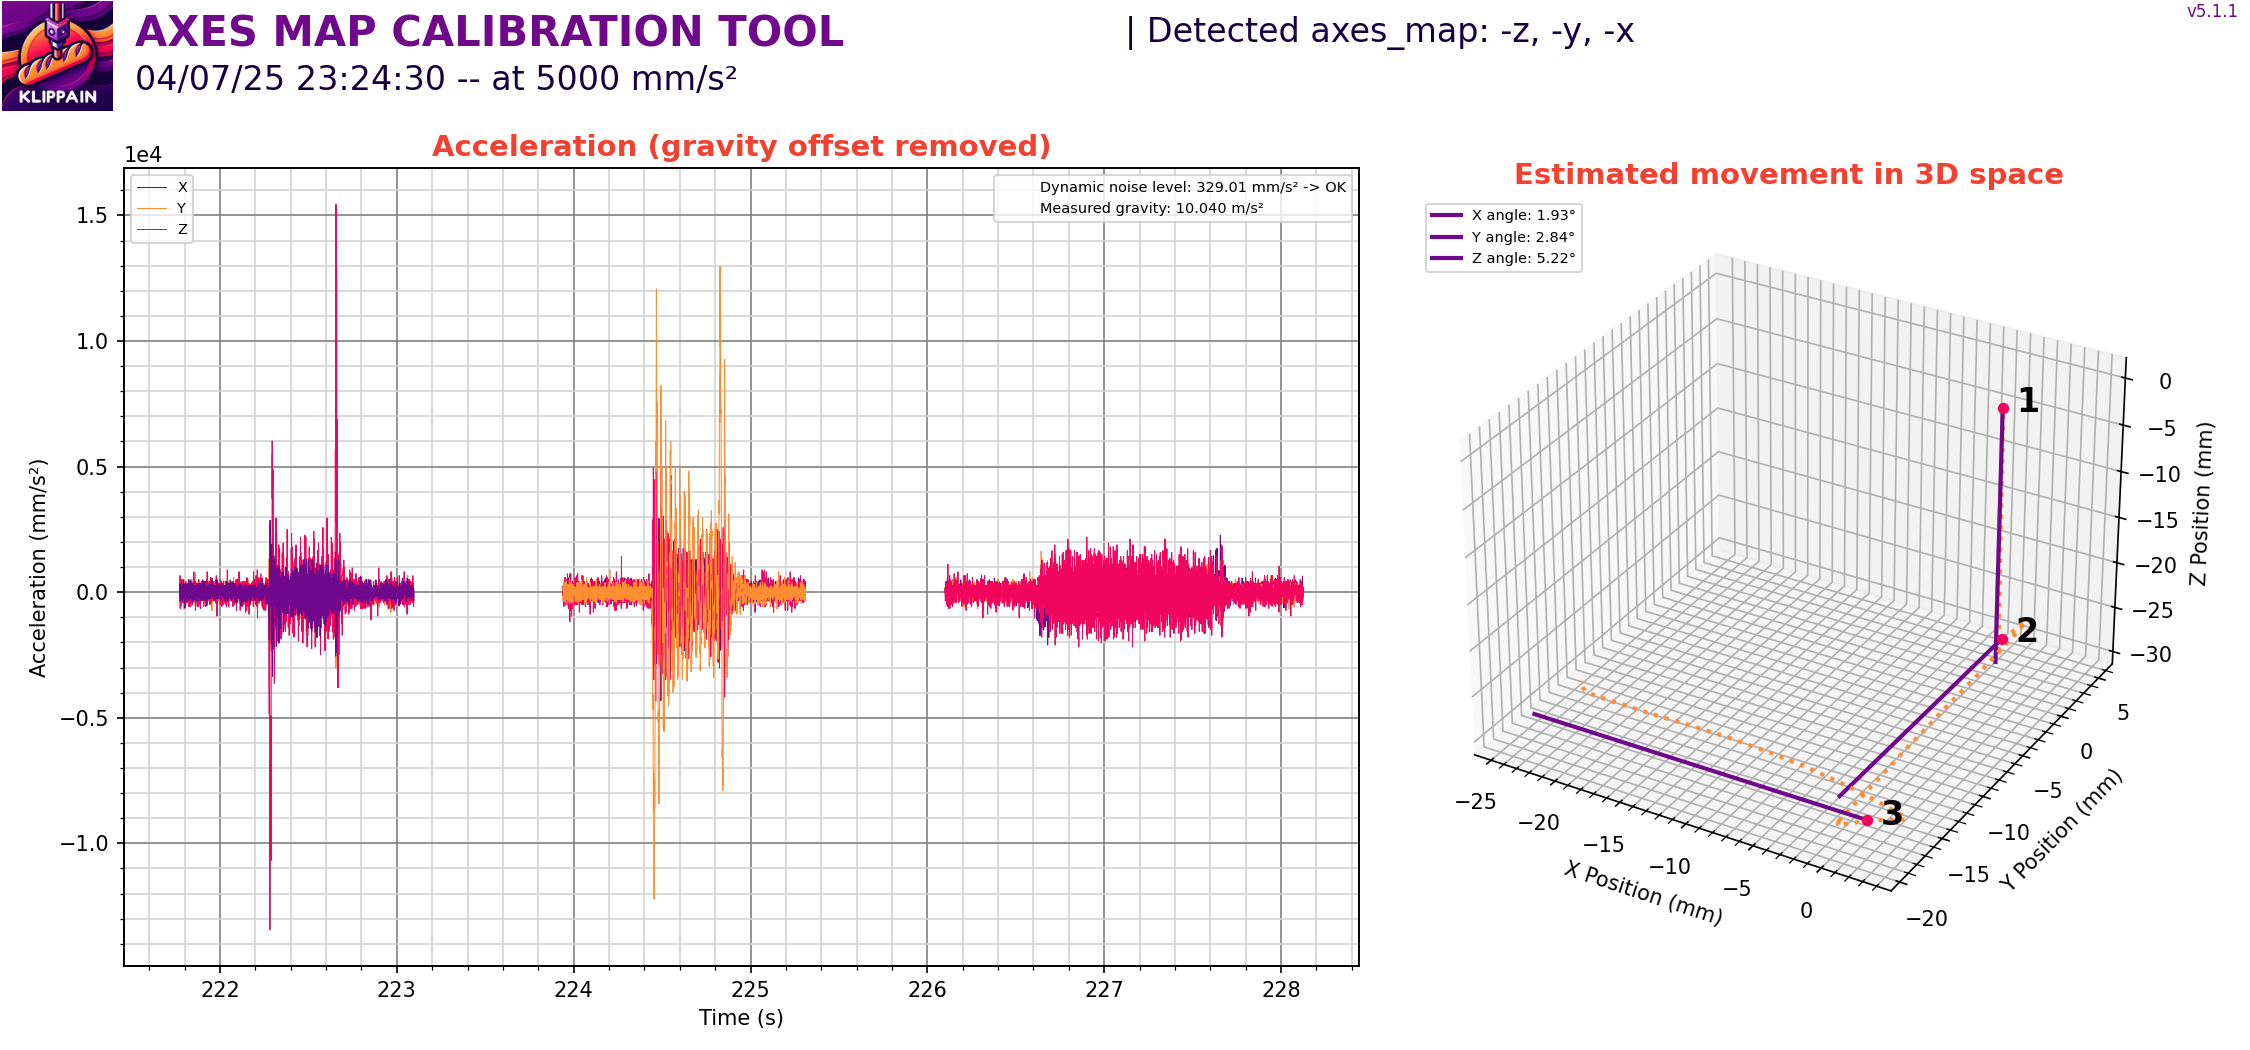 AXES MAP CALIBRATION TOOL
| Detected axes_map: -z, -y, -x
v5.1.1
04/07/25 23:24:30 -- at 5000 mm/s²
KLIPPAIN
Acceleration (gravity offset removed)
1e4
X
Y
Z
Dynamic noise level: 329.01 mm/s² -> OK
Measured gravity: 10.040 m/s²
1.5
1.0
0.5
0.0
−0.5
−1.0
Acceleration (mm/s²)
222
223
224
225
226
227
228
Time (s)
Estimated movement in 3D space
X angle: 1.93°
Y angle: 2.84°
Z angle: 5.22°
1
2
3
0
−5
−10
−15
−20
−25
−30
Z Position (mm)
5
0
−5
−10
−15
−20
Y Position (mm)
−25
−20
−15
−10
−5
0
X Position (mm)